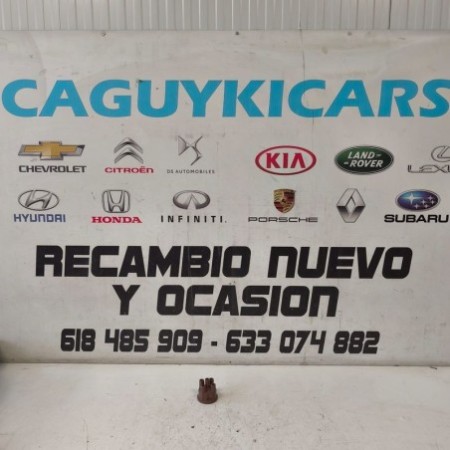 CAGUYKICARS
CHEVROLET CITROËN DS AUTOMOBILES KIA LAND-ROVER LEXU
HYUNDAI HONDA INFINITI. PORSCHE SUBARU
RECAMBIO NUEVO
Y OCASION
618 485 909 - 633 074 882